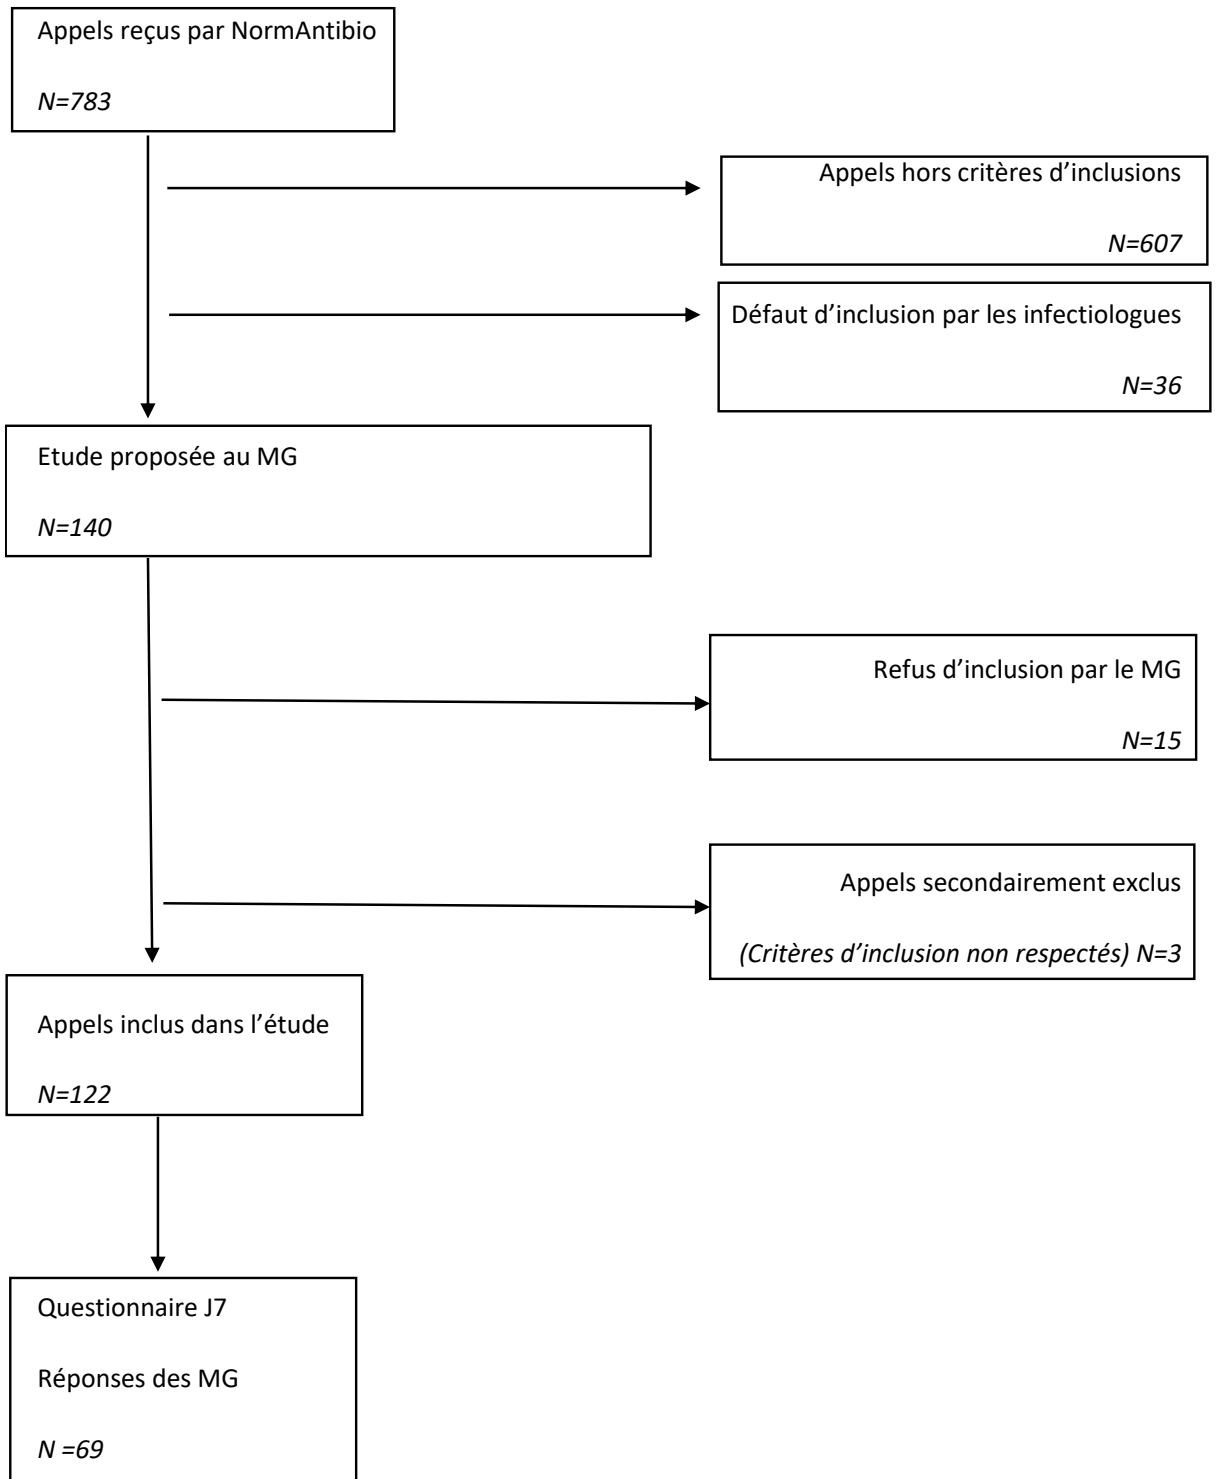 Appels reçus par NormAntibio
N=783
Appels hors critères d’inclusions
N=607
Défaut d’inclusion par les infectiologues
N=36
Etude proposée au MG
N=140
Refus d’inclusion par le MG
N=15
Appels secondairement exclus
(Critères d’inclusion non respectés) N=3
Appels inclus dans l’étude
N=122
Questionnaire J7
Réponses des MG
N =69